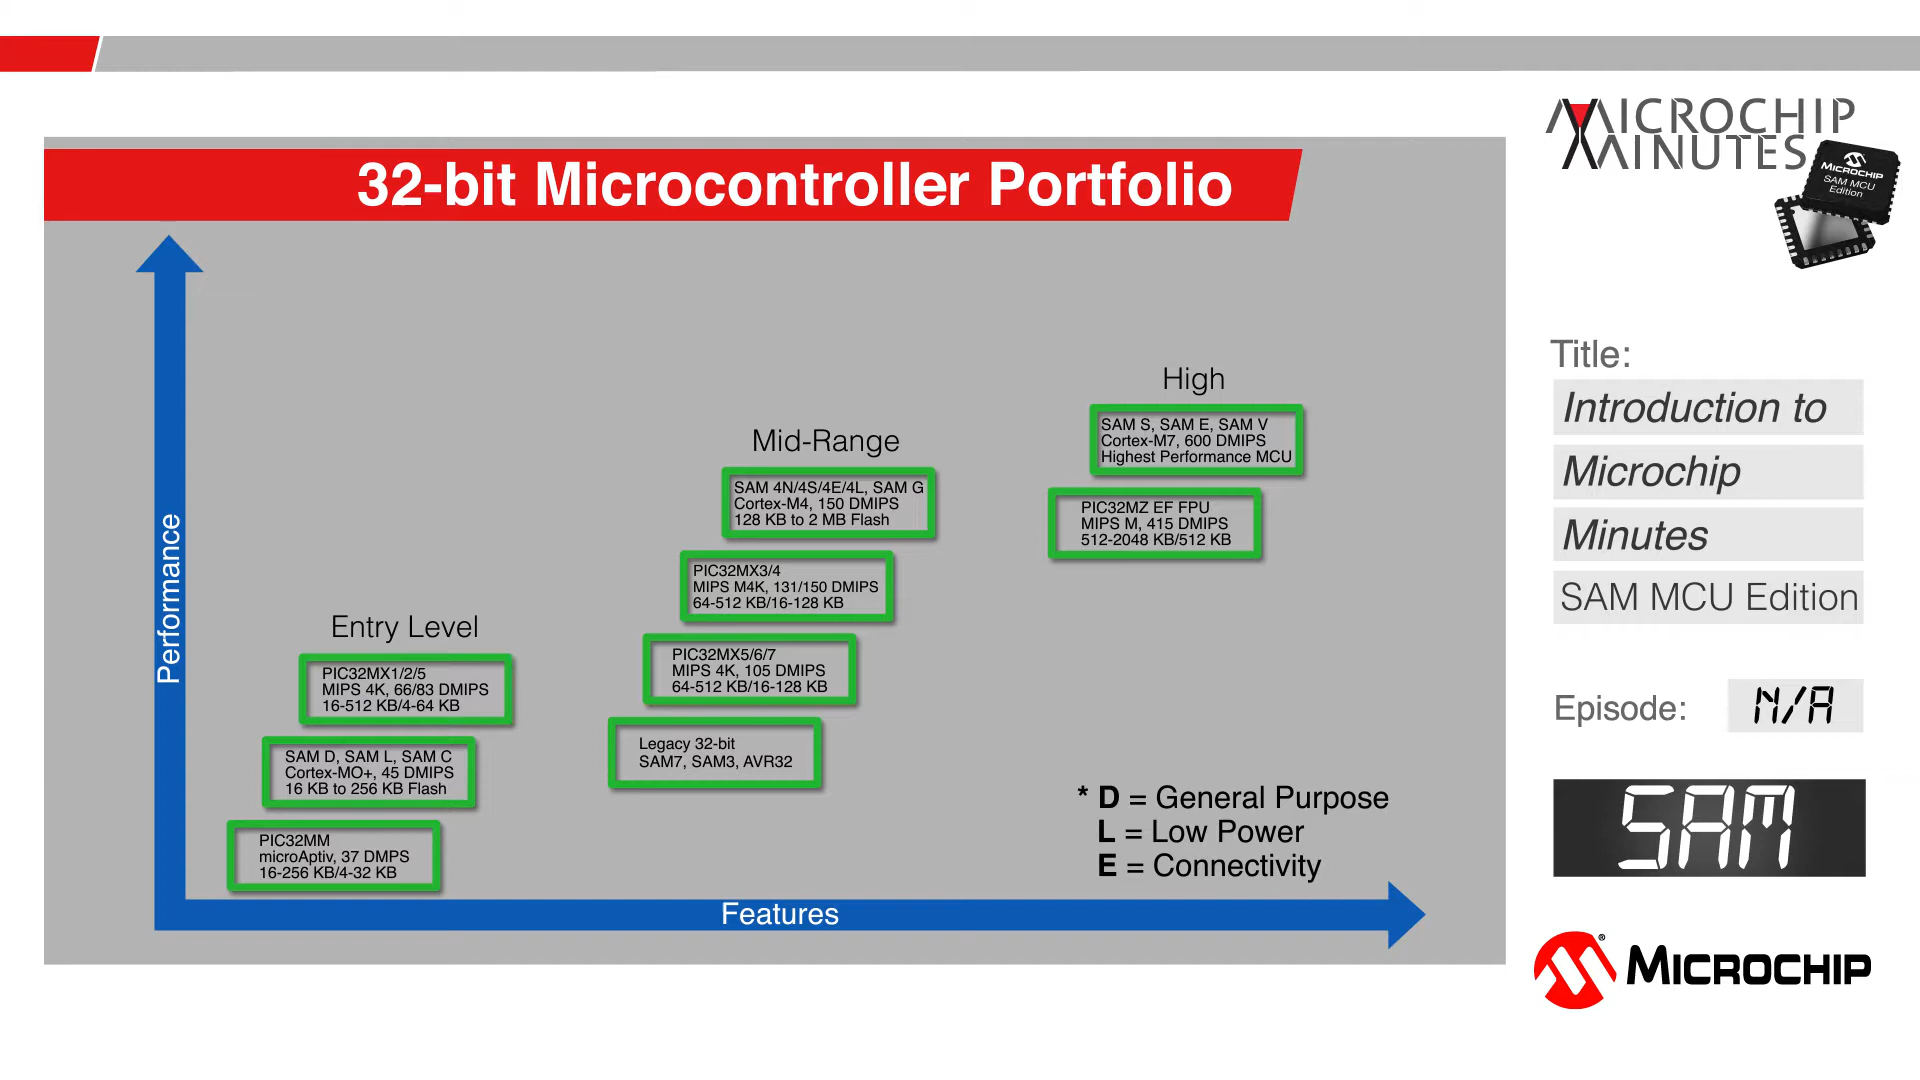 MICROCHIP
MINUTES
MICROCHIP
SAM MCU
Edition
32-bit Microcontroller Portfolio
Performance
Features
High
SAM S, SAM E, SAM V
Cortex-M7, 600 DMIPS
Highest Performance MCU
PIC32MZ EF FPU
MIPS M, 415 DMIPS
512-2048 KB/512 KB
Mid-Range
SAM 4N/4S/4E/4L, SAM G
Cortex-M4, 150 DMIPS
128 KB to 2 MB Flash
PIC32MX3/4
MIPS M4K, 131/150 DMIPS
64-512 KB/16-128 KB
PIC32MX5/6/7
MIPS 4K, 105 DMIPS
64-512 KB/16-128 KB
Legacy 32-bit
SAM7, SAM3, AVR32
Entry Level
PIC32MX1/2/5
MIPS 4K, 66/83 DMIPS
16-512 KB/4-64 KB
SAM D, SAM L, SAM C
Cortex-MO+, 45 DMIPS
16 KB to 256 KB Flash
PIC32MM
microAptiv, 37 DMPS
16-256 KB/4-32 KB
* D = General Purpose
L = Low Power
E = Connectivity
Title:
Introduction to
Microchip
Minutes
SAM MCU Edition
Episode: N/A
SAM
® MICROCHIP